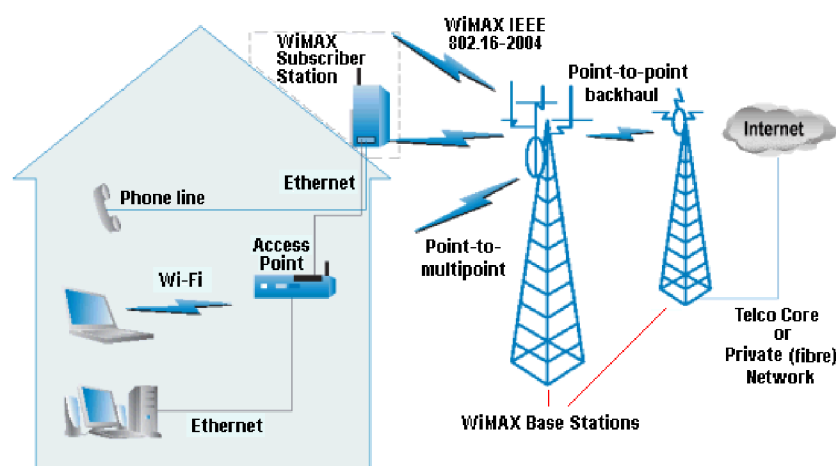 WiMAX IEEE
802.16-2004
WiMAX
Subscriber
Station
Point-to-point
backhaul
Internet
Ethernet
Phone line
Access
Point
Point-to-
multipoint
Wi-Fi
Telco Core
or
Private (fibre)
Network
Ethernet
WiMAX Base Stations